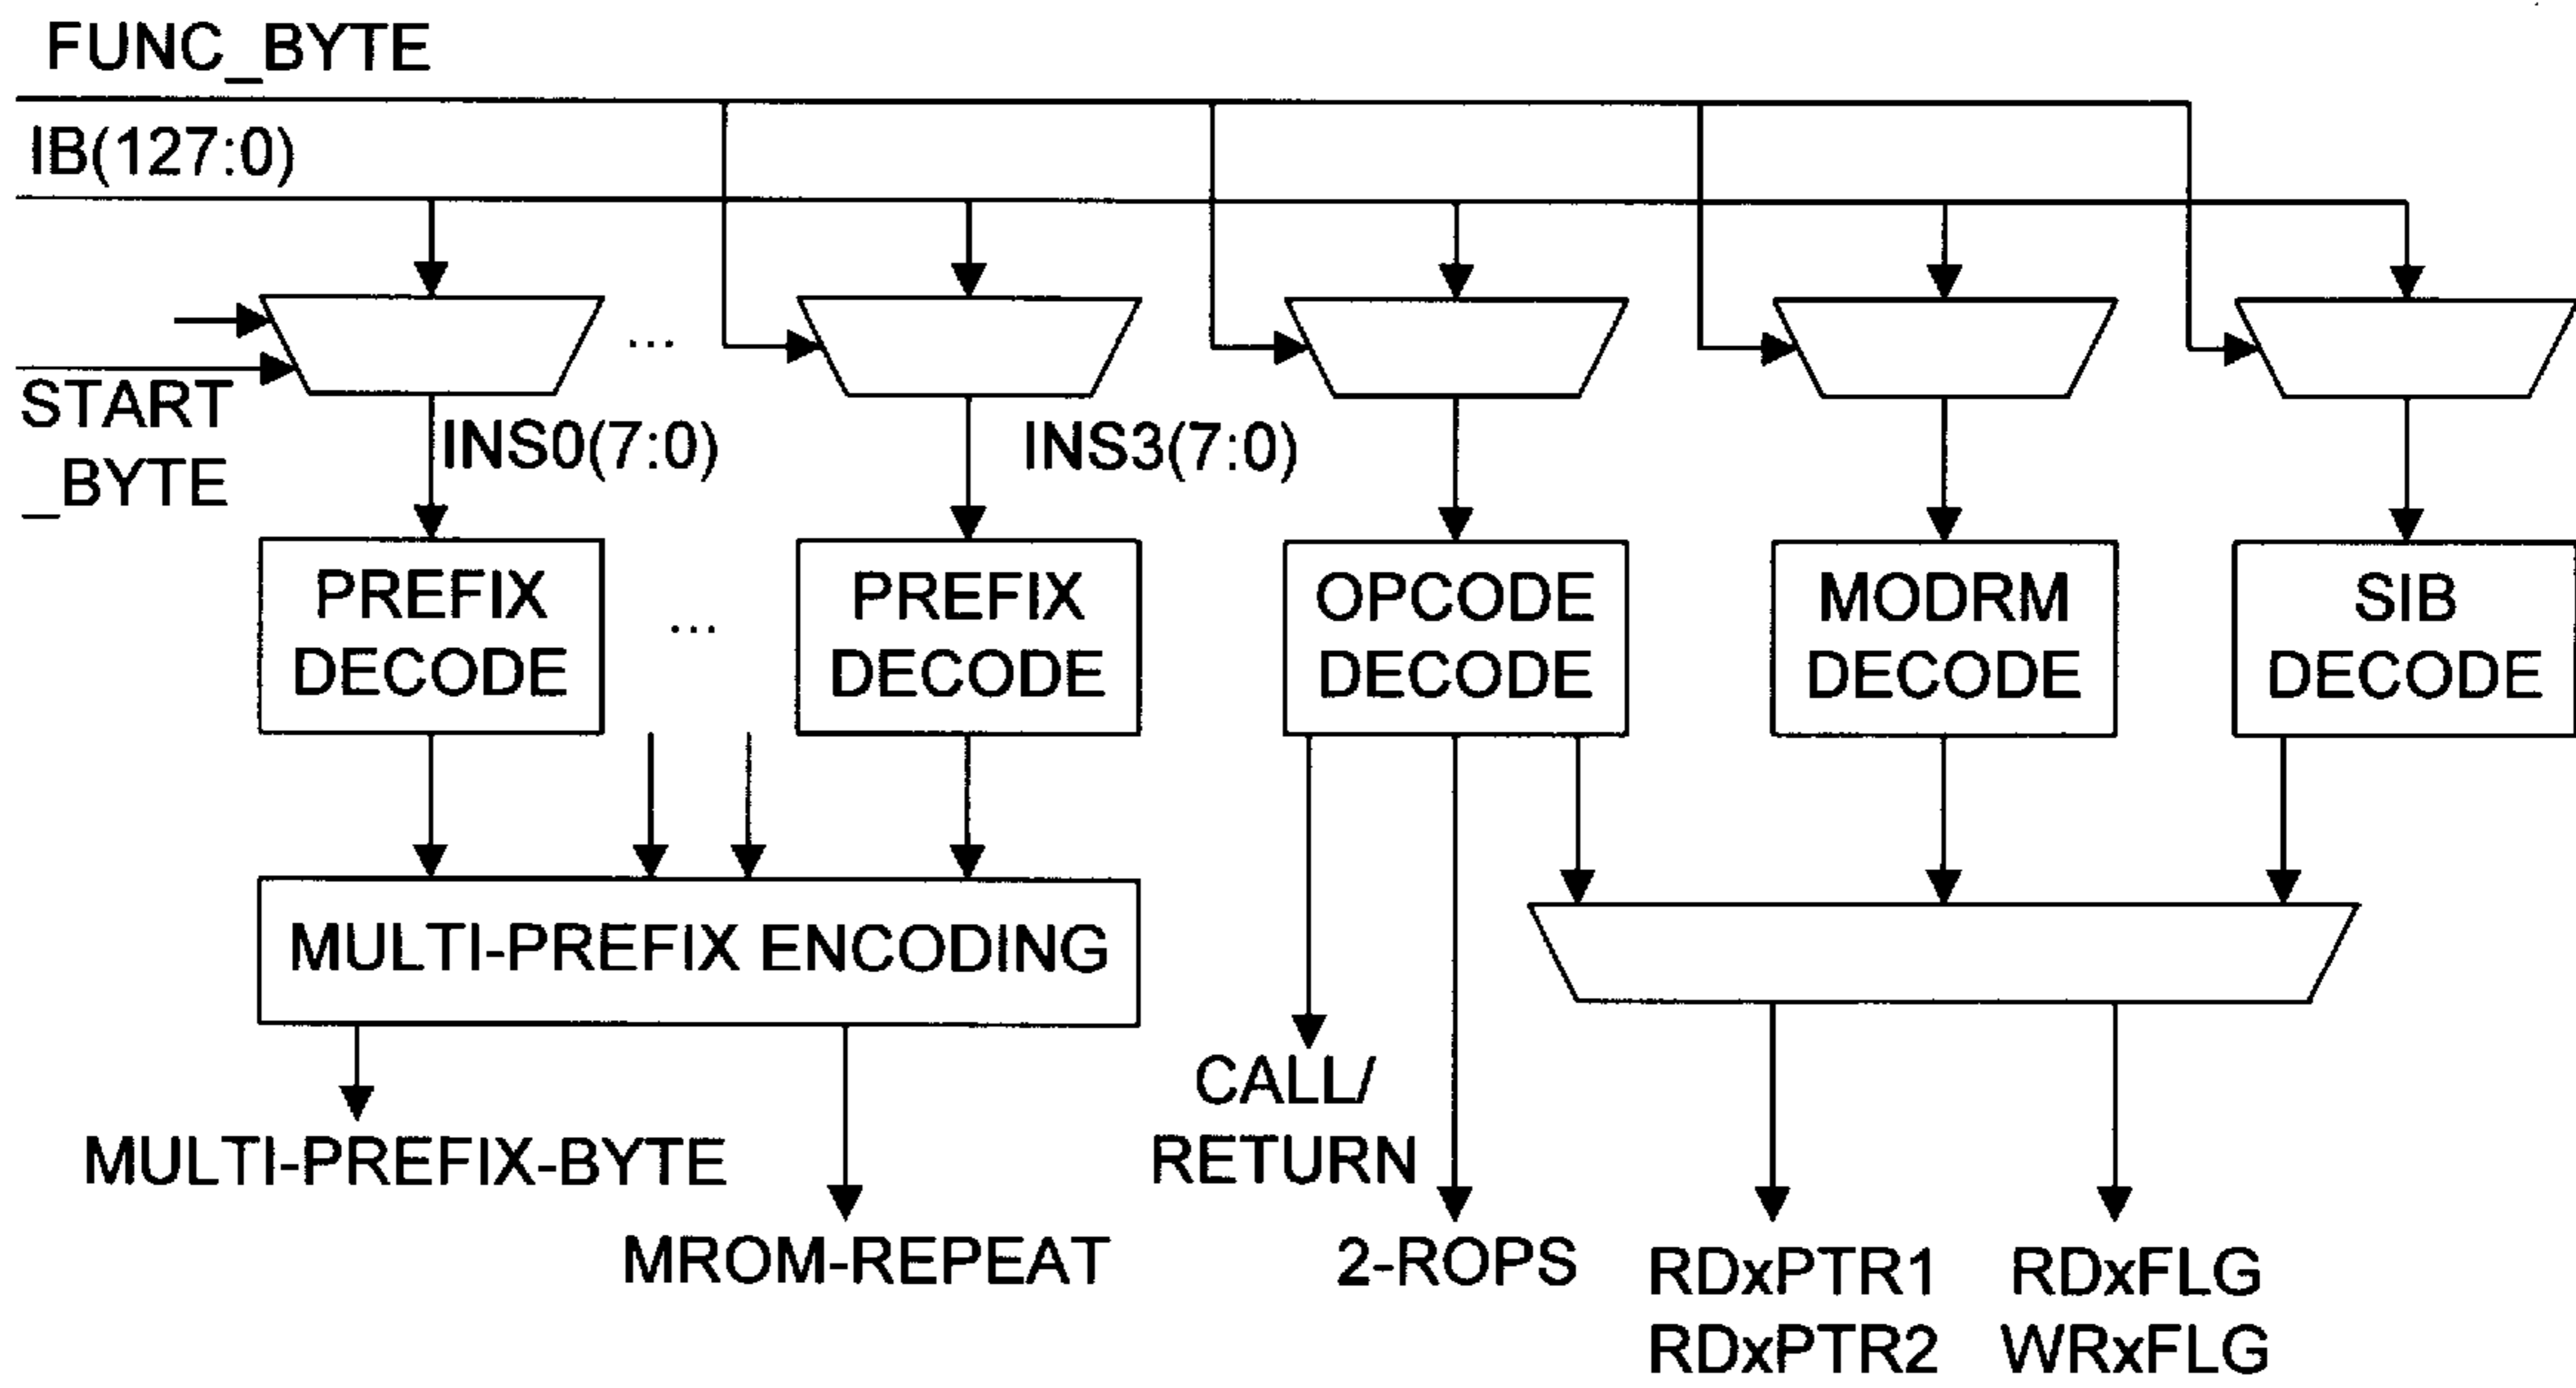 FUNC_BYTE
IB(127:0)
...
START
_BYTE
INS0(7:0)
INS3(7:0)
PREFIX
DECODE
...
PREFIX
DECODE
OPCODE
DECODE
MODRM
DECODE
SIB
DECODE
MULTI-PREFIX ENCODING
MULTI-PREFIX-BYTE
MROM-REPEAT
CALL/
RETURN
2-ROPS
RDxPTR1
RDxPTR2
RDxFLG
WRxFLG